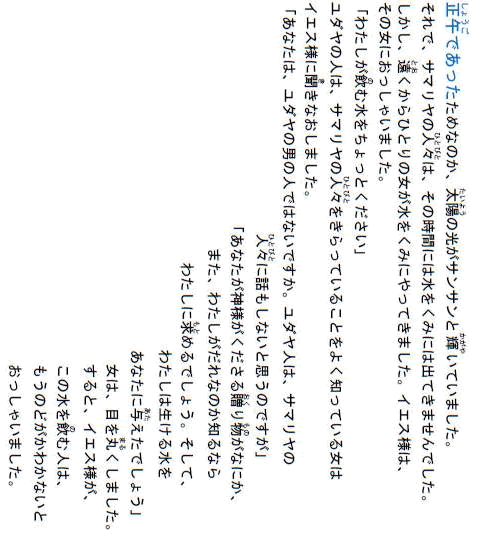 正午であったためなのか、太陽の光がサンサンと輝いていました。
それで、サマリヤの人々は、その時間には水をくみには出てきませんでした。
しかし、遠くからひとりの女が水をくみにやってきました。イエス様は、
その女におっしゃいました。
「わたしが飲む水をちょっとください」
ユダヤの人は、サマリヤの人々をきらっていることをよく知っている女は
イエス様に聞きなおしました。
「あなたは、ユダヤの男の人ではないですか。ユダヤ人は、サマリヤの
人々に話もしないと思うのですが」
「あなたが神様がくださる贈り物がなにか、
また、わたしがだれなのか知るなら
わたしに求めるでしょう。そして、
わたしは生ける水を
あなたに与えたでしょう」
女は、目を丸くしました。
すると、イエス様が、
この水を飲む人は、
もうのどがかわかないと
おっしゃいました。